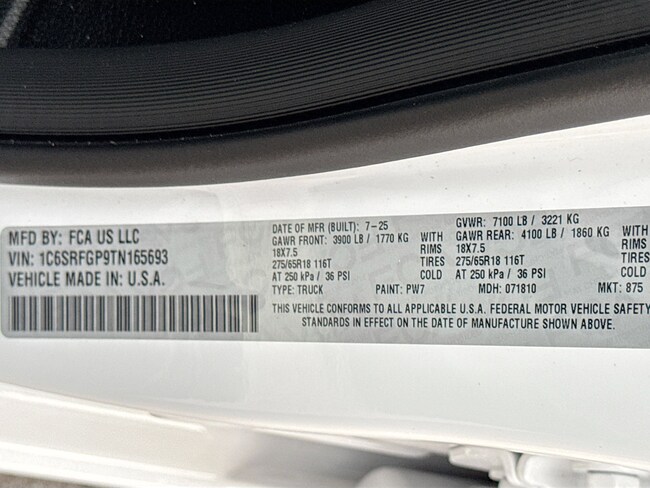 MFD BY: FCA US LLC
VIN: 1C6SRFGP9TN165693
VEHICLE MADE IN: U.S.A.
DATE OF MFR (BUILT): 7-25 GVWR: 7100 LB / 3221 KG
GAWR FRONT: 3900 LB / 1770 KG WITH GAWR REAR: 4100 LB / 1860 KG WITH
18X7.5 RIMS 18X7.5 RIMS
275/65R18 116T TIRES 275/65R18 116T TIRES
AT 250 kPa / 36 PSI COLD AT 250 kPa / 36 PSI COLD
TYPE: TRUCK PAINT: PW7 MDH: 071810 MKT: 875
THIS VEHICLE CONFORMS TO ALL APPLICABLE U.S.A. FEDERAL MOTOR VEHICLE SAFETY
STANDARDS IN EFFECT ON THE DATE OF MANUFACTURE SHOWN ABOVE.